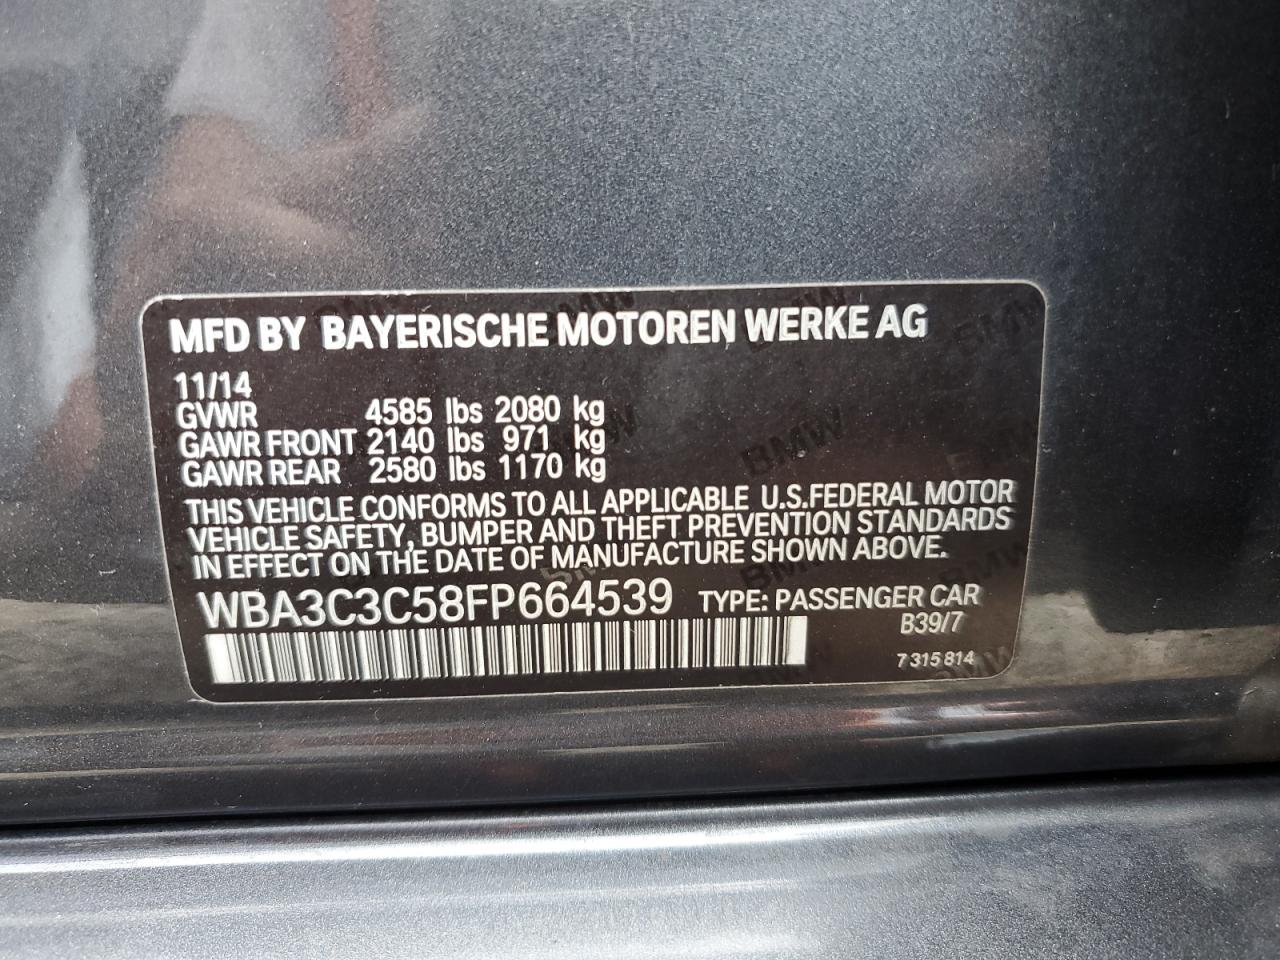 MFD BY BAYERISCHE MOTOREN WERKE AG
11/14
GVWR 4585 lbs 2080 kg
GAWR FRONT 2140 lbs 971 kg
GAWR REAR 2580 lbs 1170 kg
THIS VEHICLE CONFORMS TO ALL APPLICABLE U.S.FEDERAL MOTOR
VEHICLE SAFETY, BUMPER AND THEFT PREVENTION STANDARDS
IN EFFECT ON THE DATE OF MANUFACTURE SHOWN ABOVE.
WBA3C3C58FP664539 TYPE: PASSENGER CAR
B39/7
7 315 814